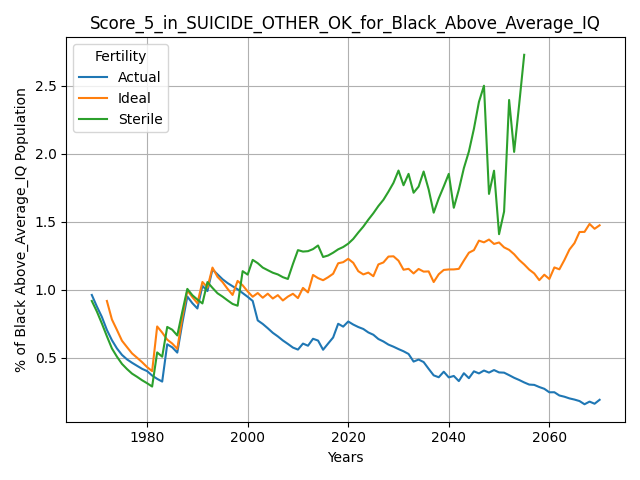 Score_5_in_SUICIDE_OTHER_OK_for_Black_Above_Average_IQ
Fertility
Actual
Ideal
Sterile
% of Black Above_Average_IQ Population
2.5
2.0
1.5
1.0
0.5
1980 2000 2020 2040 2060
Years